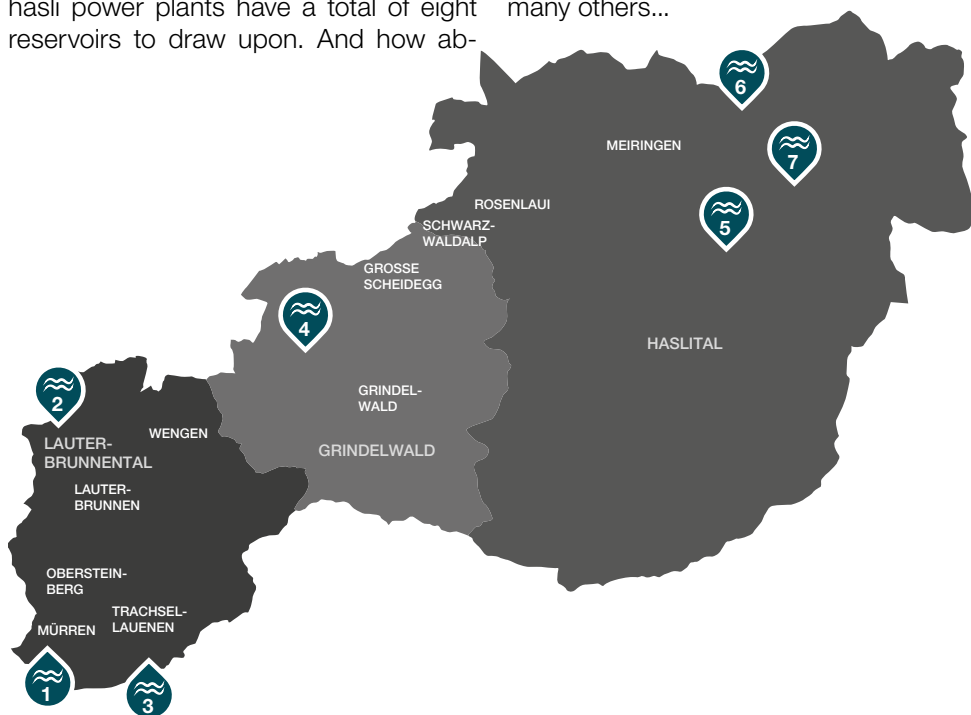 hasli power plants have a total of eight
reservoirs to draw upon. And how ab-
many others...
6
MEIRINGEN
7
ROSENLAUI
5
SCHWARZ-
WALDALP
GROSSE
SCHEIDEGG
4
HASLITAL
2
GRINDEL-
WALD
WENGEN
LAUTER-
BRUNNENTAL
GRINDELWALD
LAUTER-
BRUNNEN
OBERSTEIN-
BERG
TRACHSEL-
LAUENEN
MÜRREN
1
3